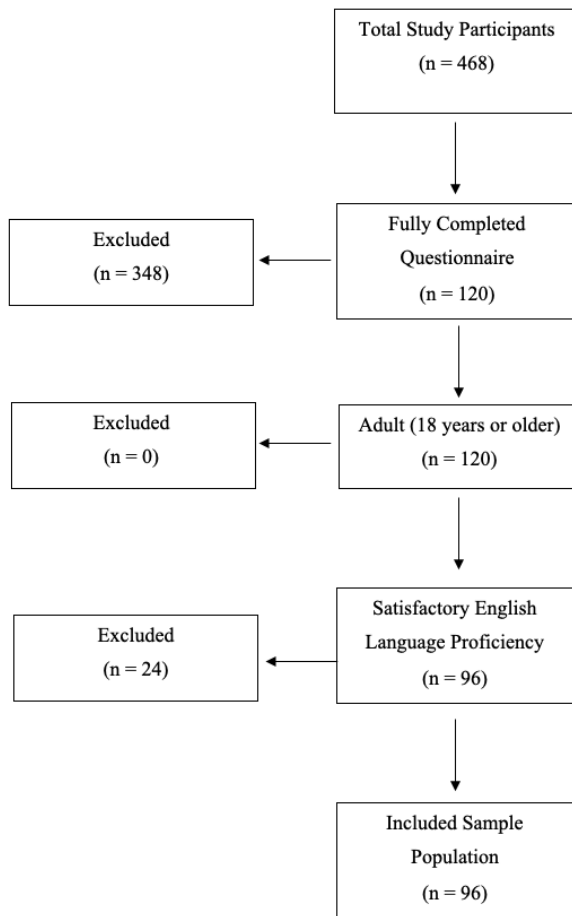 Total Study Participants
(n = 468)
Fully Completed
Questionnaire
(n = 120)
Excluded
(n = 348)
Adult (18 years or older)
(n = 120)
Excluded
(n = 0)
Satisfactory English
Language Proficiency
(n = 96)
Excluded
(n = 24)
Included Sample
Population
(n = 96)